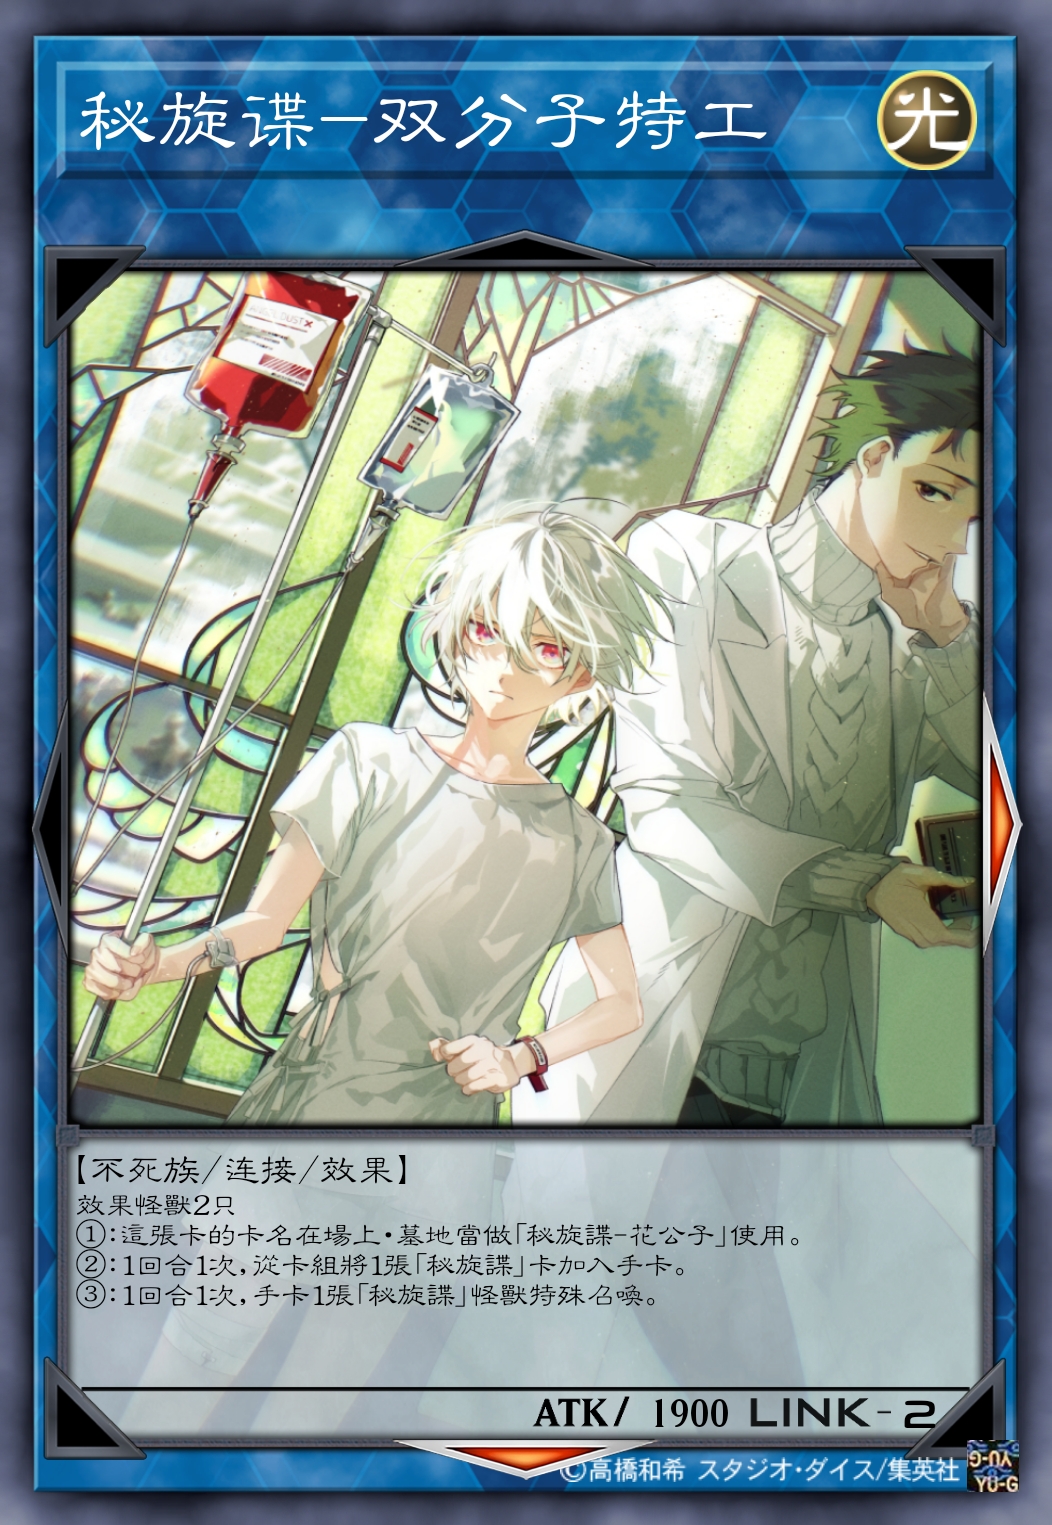 秘旋谍-双分子特工
光
【不死族/连接/效果】
效果怪獸2只
①:這張卡的卡名在場上·墓地當做「秘旋諜-花公子」使用。
②:1回合1次,從卡組將1張「秘旋諜」卡加入手卡。
③:1回合1次,手卡1張「秘旋諜」怪獸特殊召喚。
ATK/ 1900 LINK-2
©高橋和希 スタジオ・ダイス/集英社